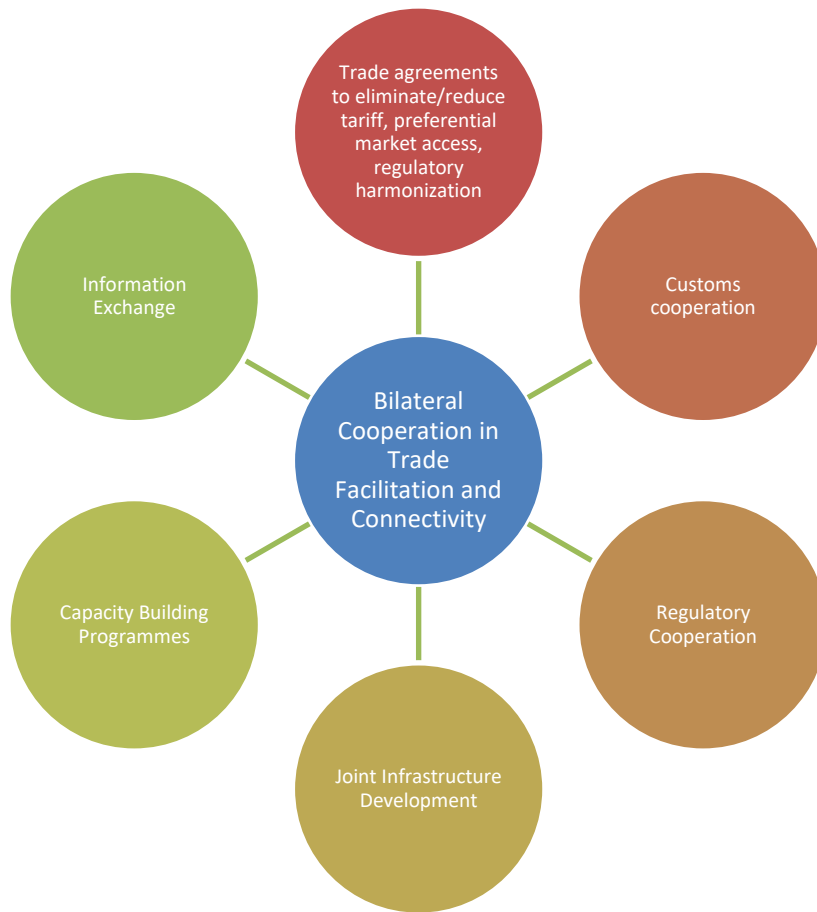 Trade agreements
to eliminate/reduce
tariff, preferential
market access,
regulatory
harmonization
Information
Exchange
Customs
cooperation
Bilateral
Cooperation in
Trade
Facilitation and
Connectivity
Capacity Building
Programmes
Regulatory
Cooperation
Joint Infrastructure
Development